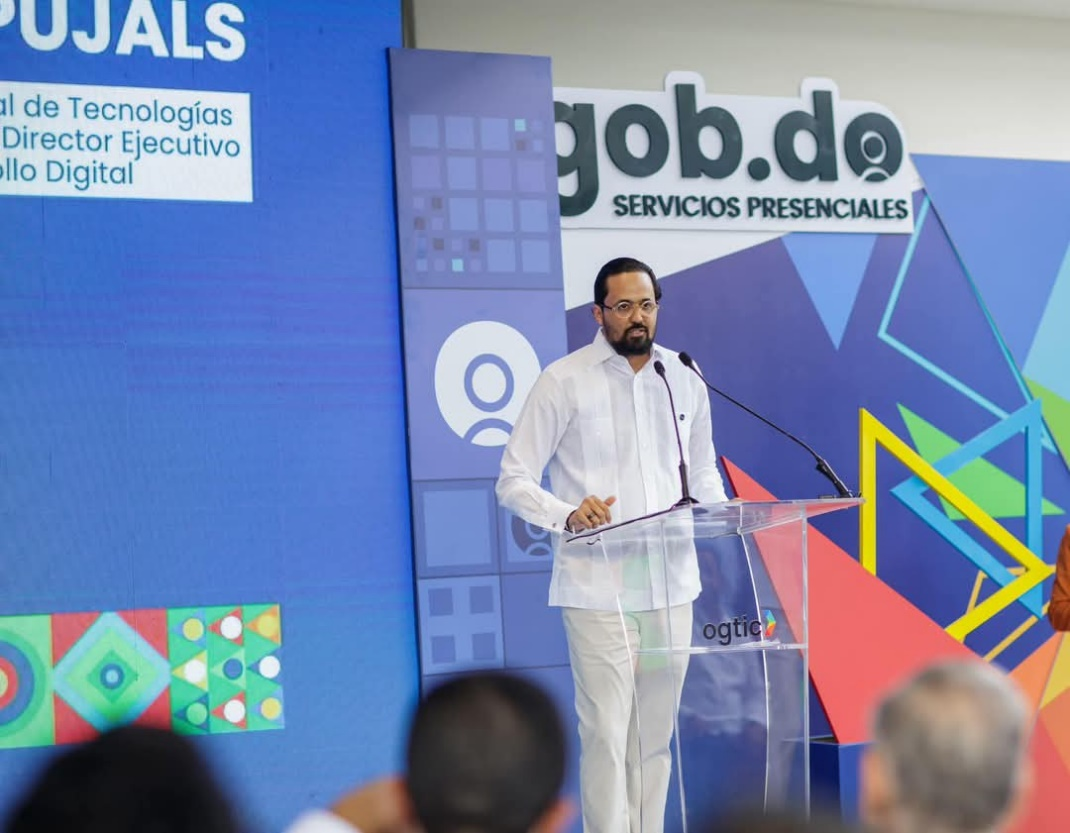 PUJALS
al de Tecnologías
Director Ejecutivo
ollo Digital
gob.do
SERVICIOS PRESENCIALES
ogtic